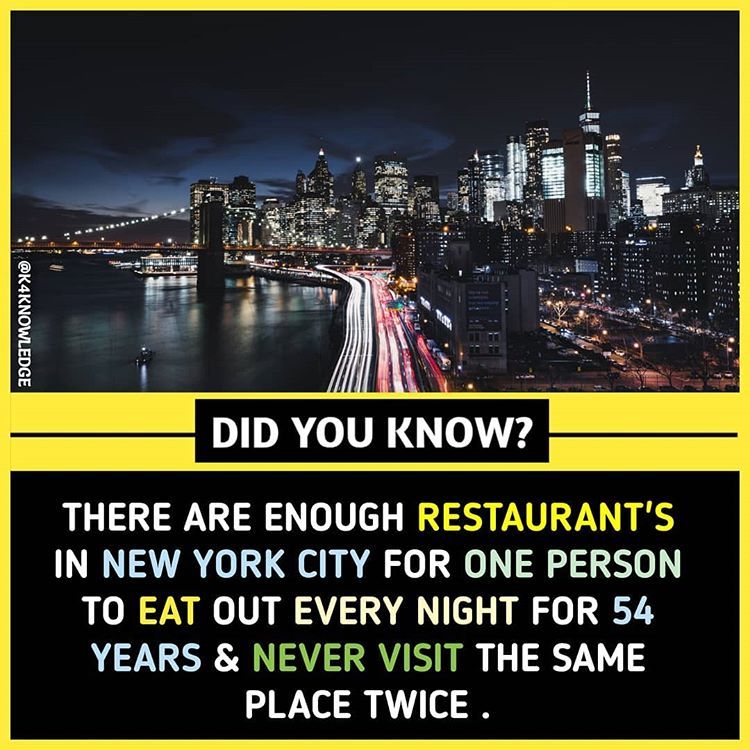 @K4KNOWLEDGE
DID YOU KNOW?
THERE ARE ENOUGH RESTAURANT'S
IN NEW YORK CITY FOR ONE PERSON
TO EAT OUT EVERY NIGHT FOR 54
YEARS & NEVER VISIT THE SAME
PLACE TWICE .